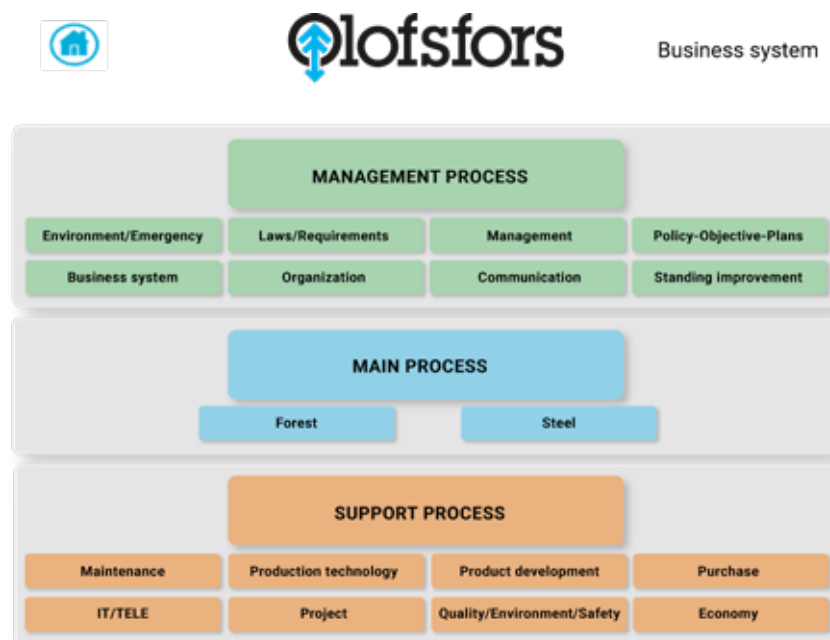 Olofsfors
Business system
MANAGEMENT PROCESS
Environment/Emergency Laws/Requirements Management Policy-Objective-Plans
Business system Organization Communication Standing improvement
MAIN PROCESS
Forest Steel
SUPPORT PROCESS
Maintenance Production technology Product development Purchase
IT/TELE Project Quality/Environment/Safety Economy